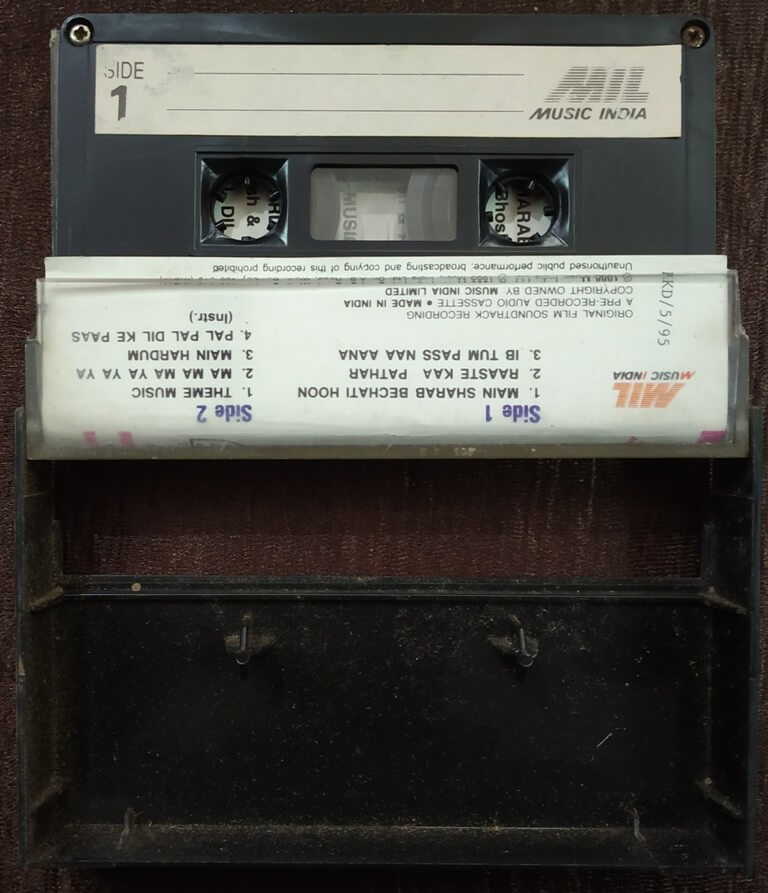 SIDE
1
MIL
MUSIC INDIA
Side 1
1. MAIN SHARAB BECHATI HOON
2. RAASTE KAA PATHAR
3. IB TUM PASS NAA AANA
Side 2
1. THEME MUSIC
2. MA MA MA YA YA YA
3. MAIN HARDUM
4. PAL PAL DIL KE PAAS
(Instr.)
MIL
MUSIC INDIA
ORIGINAL FILM SOUNDTRACK RECORDING
A PRE-RECORDED AUDIO CASSETTE • MADE IN INDIA
COPYRIGHT OWNED BY MUSIC INDIA LIMITED
Unauthorised public performance, broadcasting and copying of this recording prohibited
KD/5/95